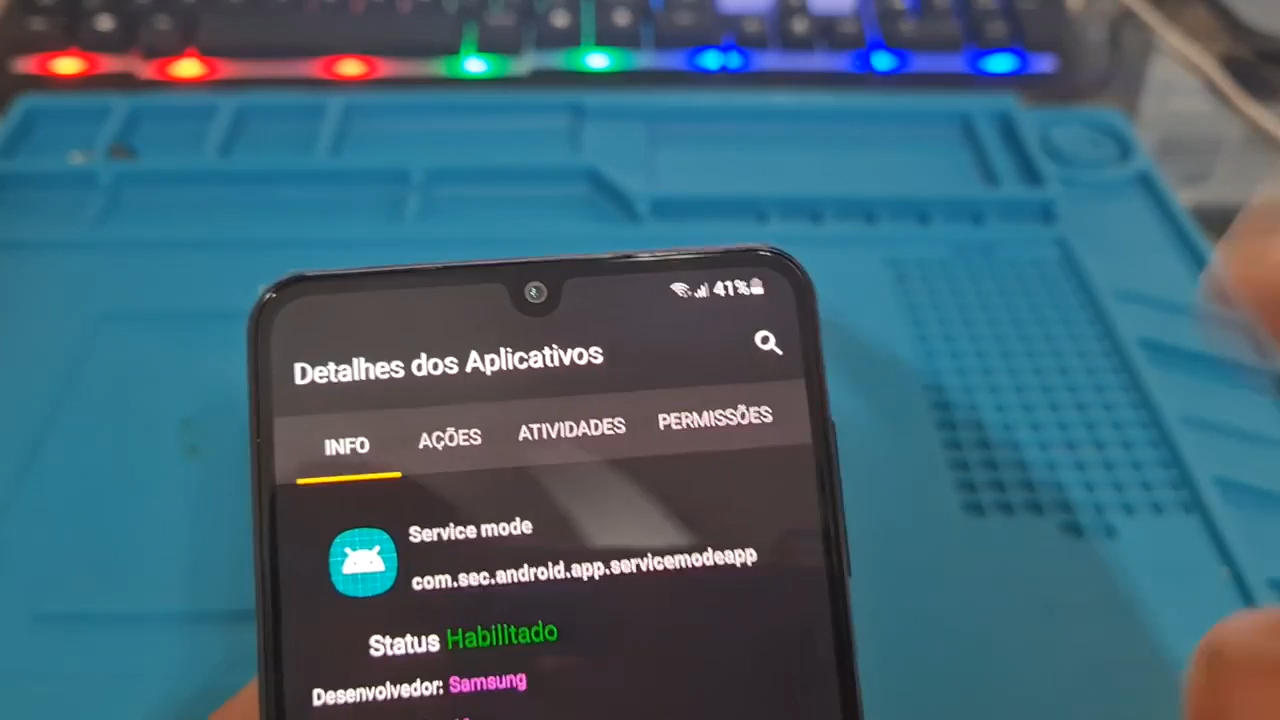 41%
Detalhes dos Aplicativos
INFO AÇÕES ATIVIDADES PERMISSÕES
Service mode
com.sec.android.app.servicemodeapp
Status Habilitado
Desenvolvedor: Samsung